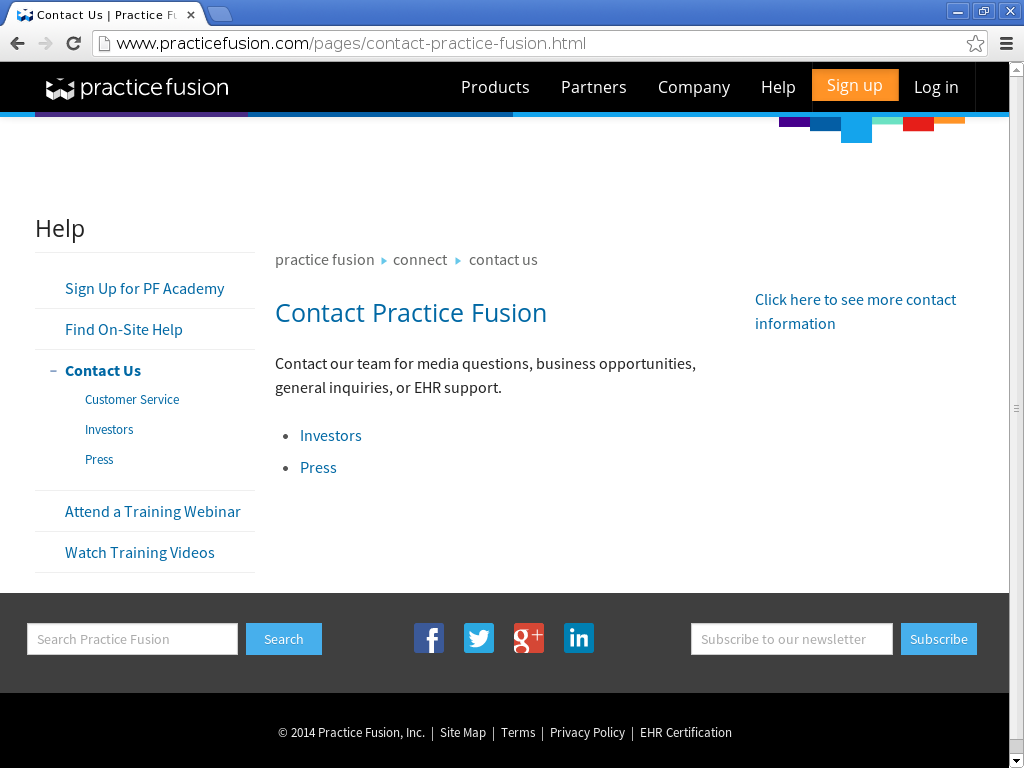 Contact Us | Practice Fu
www.practicefusion.com/pages/contact-practice-fusion.html
practice fusion
Products
Partners
Company
Help
Sign up
Log in
Help
Sign Up for PF Academy
Find On-Site Help
– Contact Us
Customer Service
Investors
Press
Attend a Training Webinar
Watch Training Videos
practice fusion
connect
contact us
Contact Practice Fusion
Contact our team for media questions, business opportunities,
general inquiries, or EHR support.
• Investors
• Press
Click here to see more contact
information
Search Practice Fusion
Search
f
g+
in
Subscribe to our newsletter
Subscribe
© 2014 Practice Fusion, Inc. | Site Map | Terms | Privacy Policy | EHR Certification